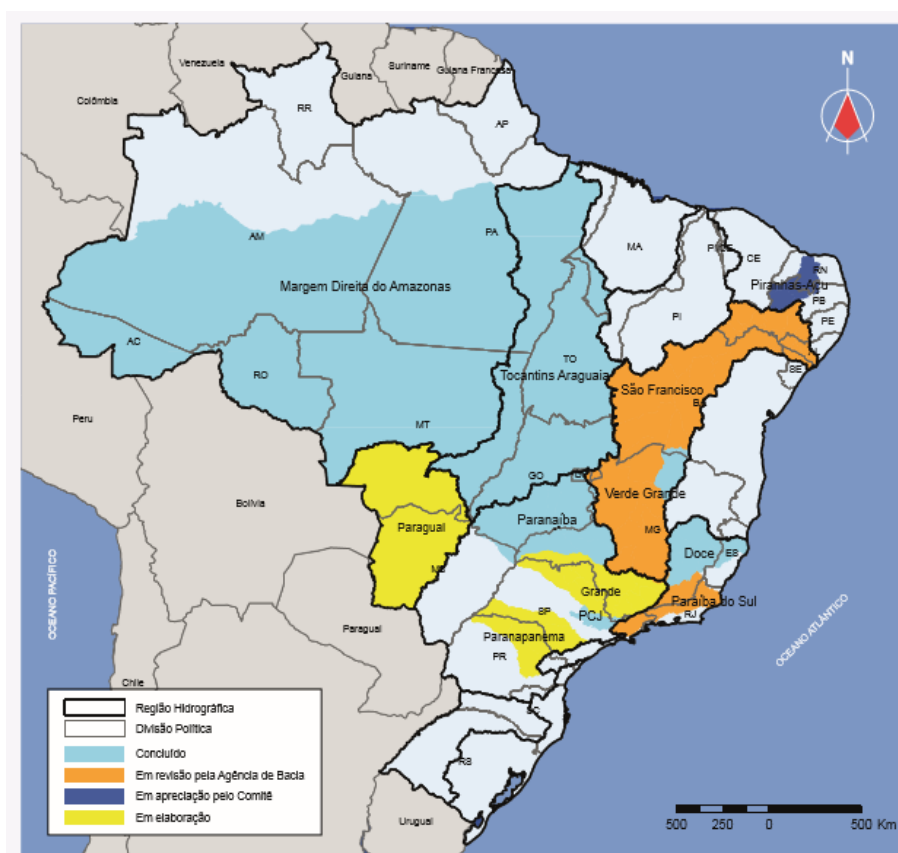 N
Venezuela
Guiana
Suriname
Guiana Francesa
Colômbia
RR
AP
AM
PA
MA
CE
RN
Piranhas-Açu
PB
PE
PI
Margem Direita do Amazonas
AC
RO
TO
Tocantins Araguaia
São Francisco
SE
Peru
MT
GO
Verde Grande
Bolívia
Paranaíba
MG
Paraguai
Doce
ES
Grande
Paraíba do Sul
RJ
SP
PCJ
Paranapanema
PR
OCEANO PACÍFICO
OCEANO ATLÂNTICO
Paraguai
Chile
SC
RS
Uruguai
Região Hidrográfica
Divisão Política
Concluído
Em revisão pela Agência de Bacia
Em apreciação pelo Comitê
Em elaboração
500 250 0 500 Km